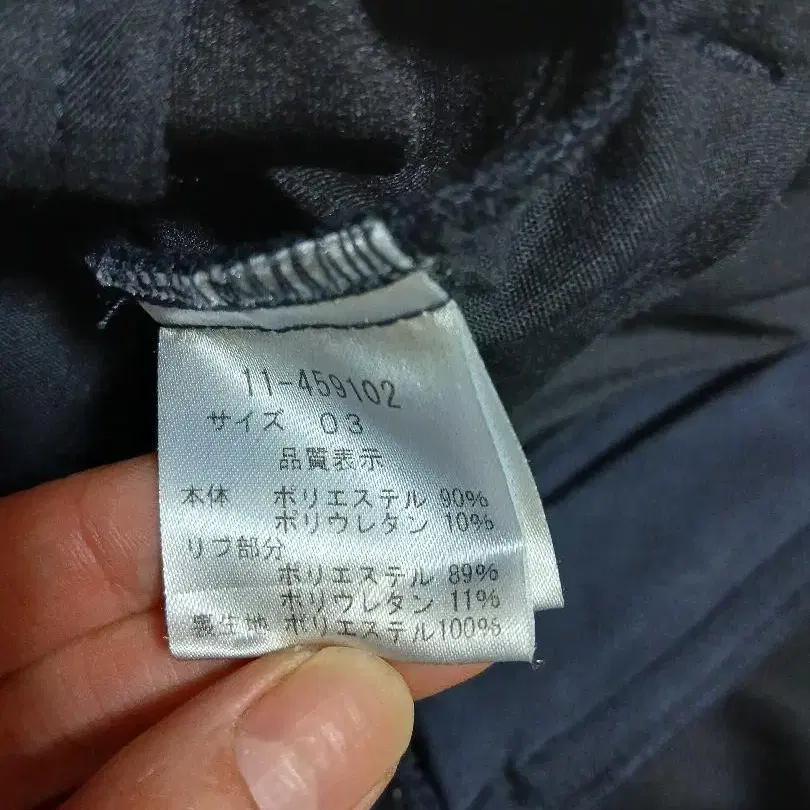 11-459102
サイズ 03
品質表示
本体 ポリエステル 90%
ポリウレタン 10%
リブ部分
ポリエステル 89%
ポリウレタン 11%
裏生地 ポリエステル100%